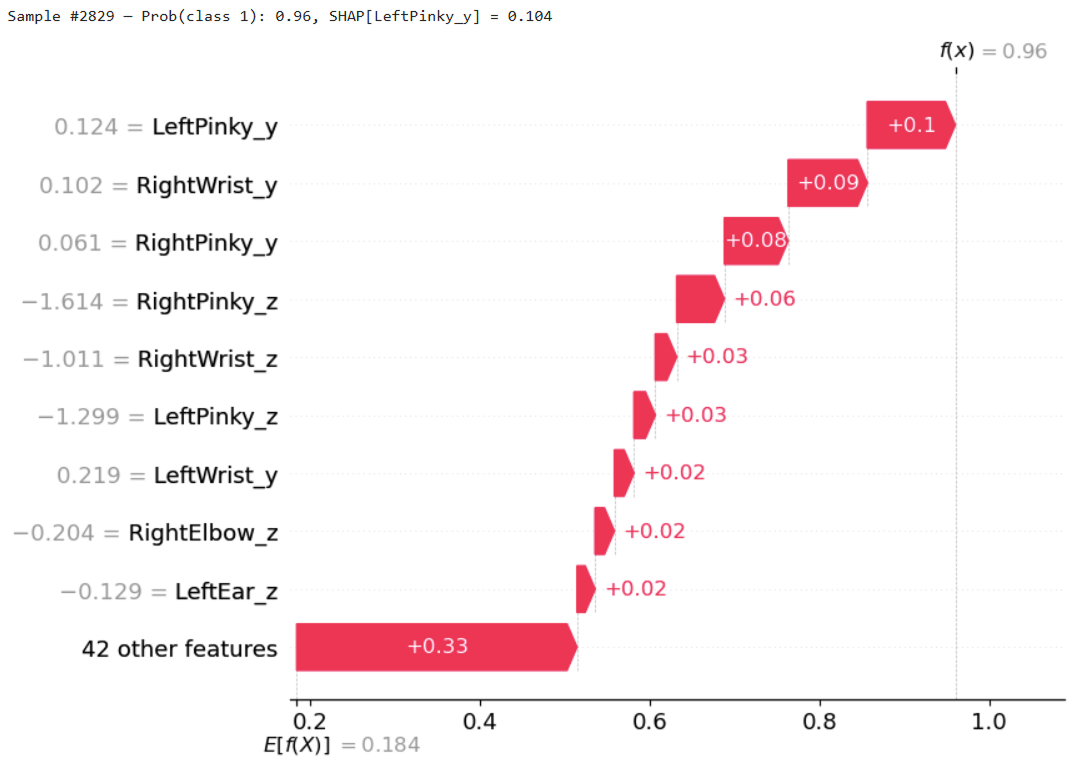 Sample #2829 — Prob(class 1): 0.96, SHAP[LeftPinky_y] = 0.104
f(x) = 0.96
0.124 = LeftPinky_y +0.1
0.102 = RightWrist_y +0.09
0.061 = RightPinky_y +0.08
−1.614 = RightPinky_z +0.06
−1.011 = RightWrist_z +0.03
−1.299 = LeftPinky_z +0.03
0.219 = LeftWrist_y +0.02
−0.204 = RightElbow_z +0.02
−0.129 = LeftEar_z +0.02
42 other features +0.33
0.2 0.4 0.6 0.8 1.0
E[f(X)] = 0.184